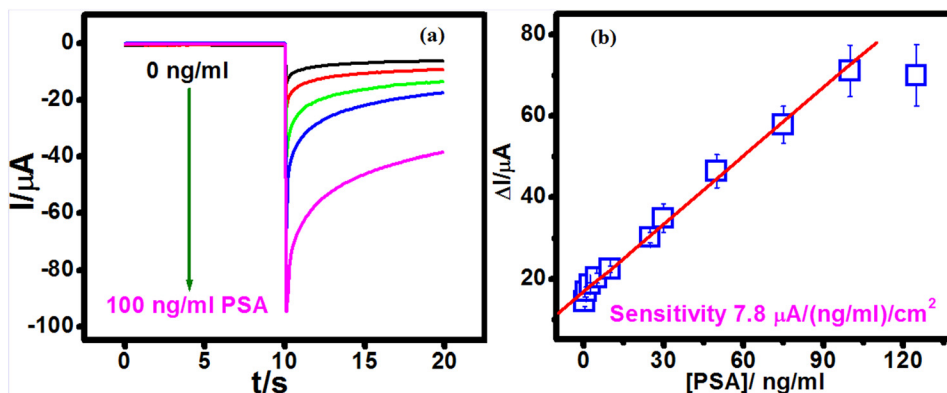 (a)
0
-20
-40
-60
-80
-100
I/μA
0 ng/ml
100 ng/ml PSA
0 5 10 15 20
t/s
(b)
80
60
40
20
ΔI/μA
Sensitivity 7.8 μA/(ng/ml)/cm²
0 30 60 90 120
[PSA]/ ng/ml